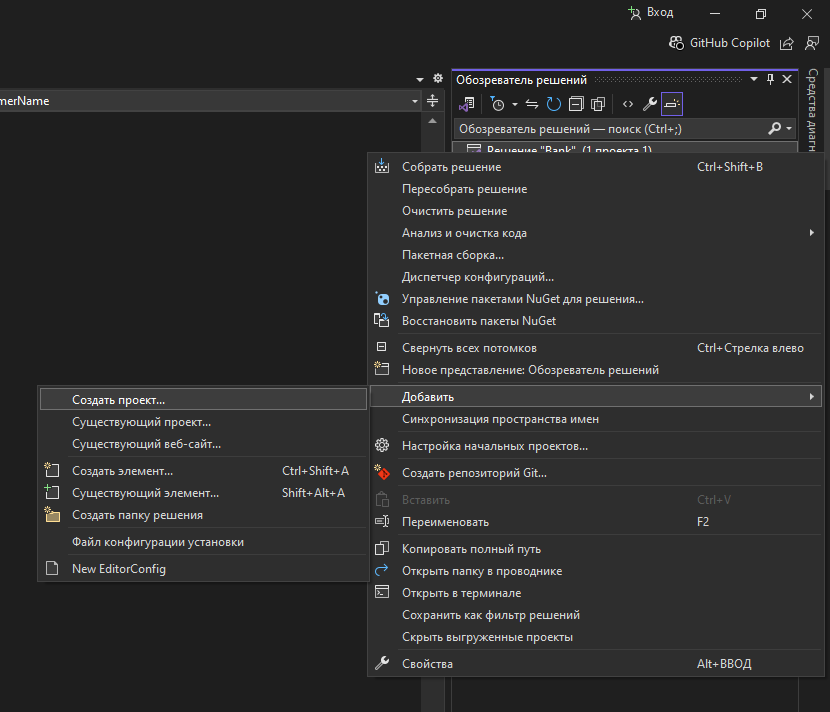 Вход
GitHub Copilot
Обозреватель решений
merName
Обозреватель решений — поиск (Ctrl+;)
Решение "Bank" (1 проекта 1)
Собрать решение Ctrl+Shift+B
Пересобрать решение
Очистить решение
Анализ и очистка кода
Пакетная сборка...
Диспетчер конфигураций...
Управление пакетами NuGet для решения...
Восстановить пакеты NuGet
Свернуть всех потомков Ctrl+Стрелка влево
Новое представление: Обозреватель решений
Добавить
Синхронизация пространства имен
Настройка начальных проектов...
Создать репозиторий Git...
Вставить Ctrl+V
Переименовать F2
Копировать полный путь
Открыть папку в проводнике
Открыть в терминале
Сохранить как фильтр решений
Скрыть выгруженные проекты
Свойства Alt+ВВОД
Создать проект...
Существующий проект...
Существующий веб-сайт...
Создать элемент... Ctrl+Shift+A
Существующий элемент... Shift+Alt+A
Создать папку решения
Файл конфигурации установки
New EditorConfig
Средства диагн